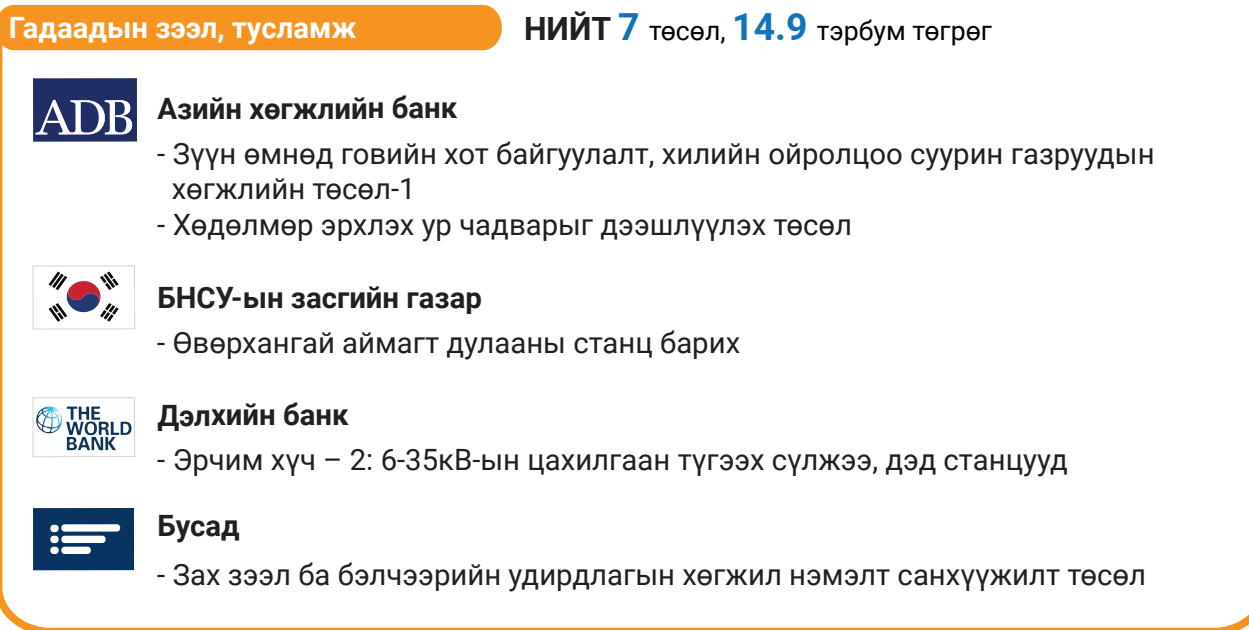 Гадаадын зээл, тусламж
НИЙТ 7 төсөл, 14.9 тэрбум төгрөг
ADB
Азийн хөгжлийн банк
- Зүүн өмнөд говийн хот байгуулалт, хилийн ойролцоо суурин газруудын
хөгжлийн төсөл-1
- Хөдөлмөр эрхлэх ур чадварыг дээшлүүлэх төсөл
БНСУ-ын засгийн газар
- Өвөрхангай аймагт дулааны станц барих
THE
WORLD
BANK
Дэлхийн банк
- Эрчим хүч – 2: 6-35кВ-ын цахилгаан түгээх сүлжээ, дэд станцууд
Бусад
- Зах зээл ба бэлчээрийн удирдлагын хөгжил нэмэлт санхүүжилт төсөл